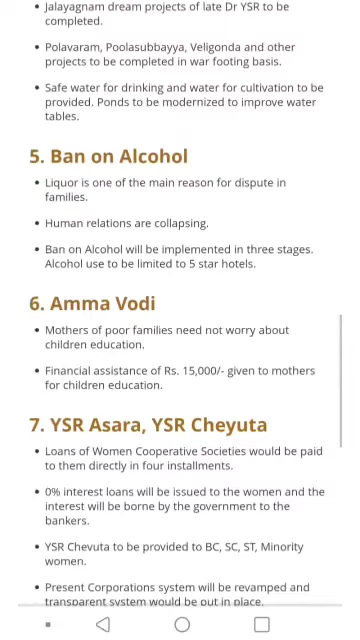 Jalayagnam dream projects of late Dr YSR to be
completed.
Polavaram, Poolasubbayya, Veligonda and other
projects to be completed in war footing basis.
Safe water for drinking and water for cultivation to be
provided. Ponds to be modernized to improve water
tables.
5. Ban on Alcohol
Liquor is one of the main reason for dispute in
families.
Human relations are collapsing.
Ban on Alcohol will be implemented in three stages.
Alcohol use to be limited to 5 star hotels.
6. Amma Vodi
Mothers of poor families need not worry about
children education.
Financial assistance of Rs. 15,000/- given to mothers
for children education.
7. YSR Asara, YSR Cheyuta
Loans of Women Cooperative Societies would be paid
to them directly in four installments.
0% interest loans will be issued to the women and the
interest will be borne by the government to the
bankers.
YSR Chevuta to be provided to BC, SC, ST, Minority
women.
Present Corporations system will be revamped and
transparent system would be put in place.